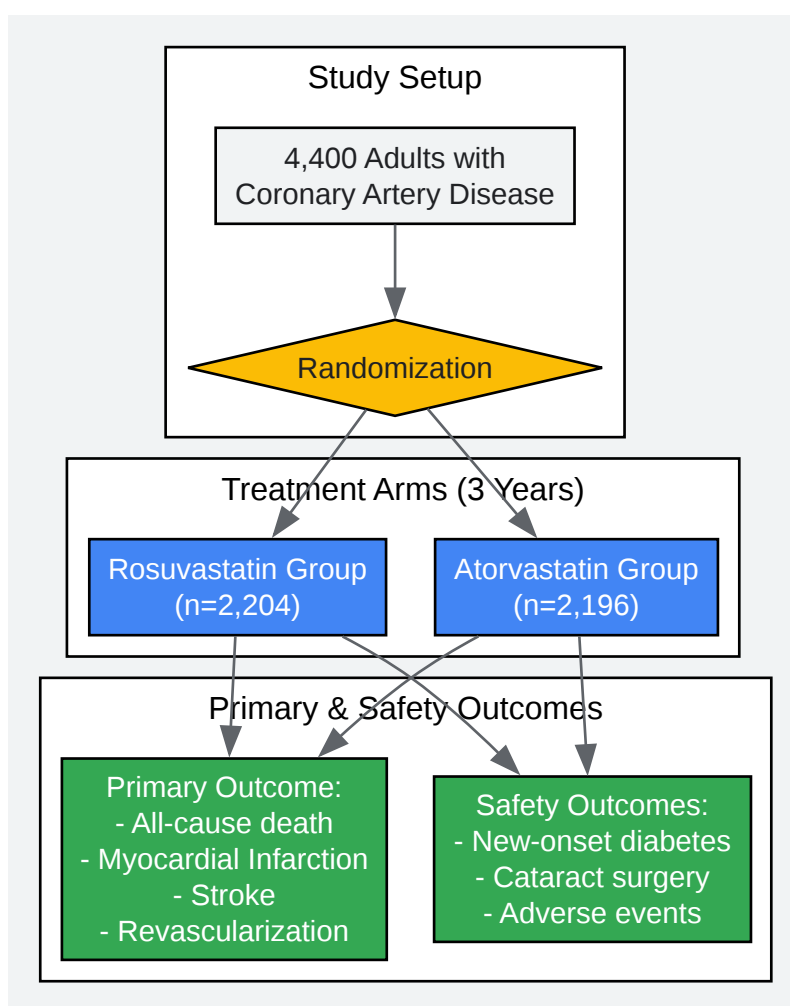 Study Setup
4,400 Adults with
Coronary Artery Disease
Randomization
Treatment Arms (3 Years)
Rosuvastatin Group
(n=2,204)
Atorvastatin Group
(n=2,196)
Primary & Safety Outcomes
Primary Outcome:
- All-cause death
- Myocardial Infarction
- Stroke
- Revascularization
Safety Outcomes:
- New-onset diabetes
- Cataract surgery
- Adverse events